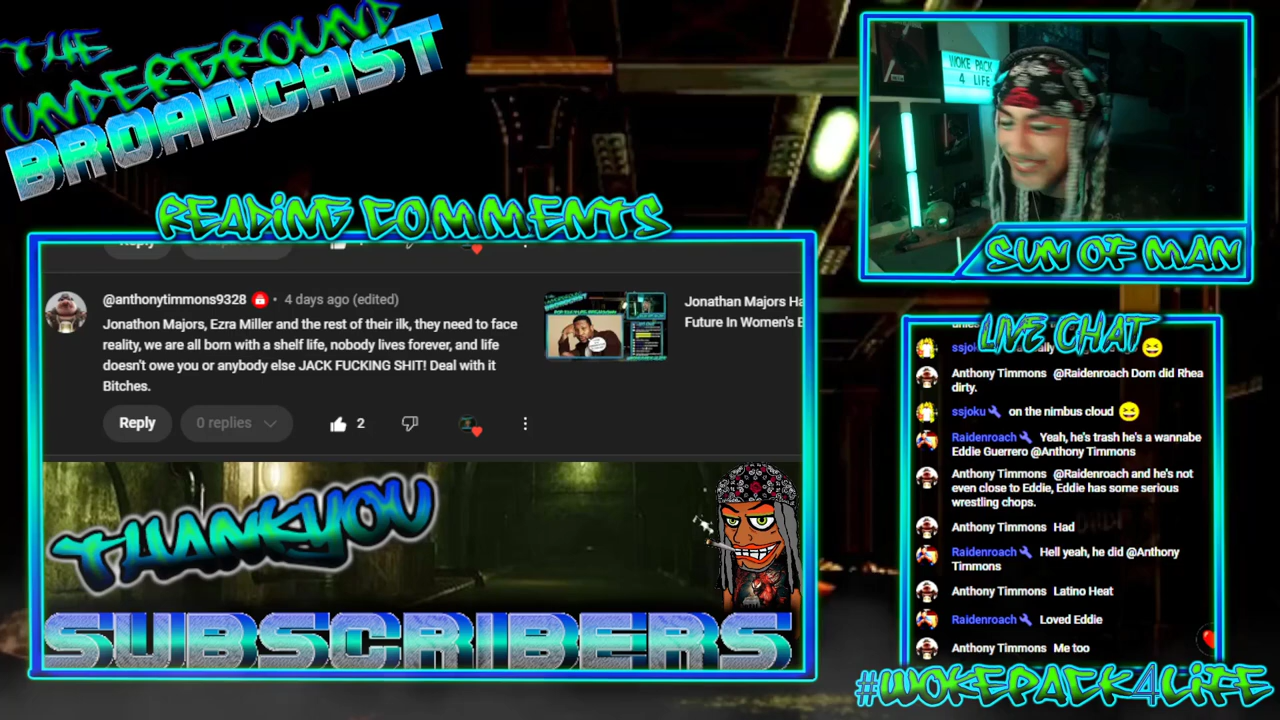 THE
UNDERGROUND
BROADCAST
WOKE PACK
4 LIFE
READING COMMENTS
SUN OF MAN
Reply
@anthonytimmons9328 • 4 days ago (edited)
Jonathon Majors, Ezra Miller and the rest of their ilk, they need to face
reality, we are all born with a shelf life, nobody lives forever, and life
doesn't owe you or anybody else JACK FUCKING SHIT! Deal with it
Bitches.
Reply 0 replies 2
Jonathan Majors Ha
Future In Women's
THANKYOU
SUBSCRIBERS
LIVE CHAT
ssjoku
Anthony Timmons @Raidenroach Dom did Rhea
dirty.
ssjoku on the nimbus cloud 😆
Raidenroach Yeah, he's trash he's a wannabe
Eddie Guerrero @Anthony Timmons
Anthony Timmons @Raidenroach and he's not
even close to Eddie, Eddie has some serious
wrestling chops.
Anthony Timmons Had
Raidenroach Hell yeah, he did @Anthony
Timmons
Anthony Timmons Latino Heat
Raidenroach Loved Eddie
Anthony Timmons Me too
#WOKEPACK4LIFE